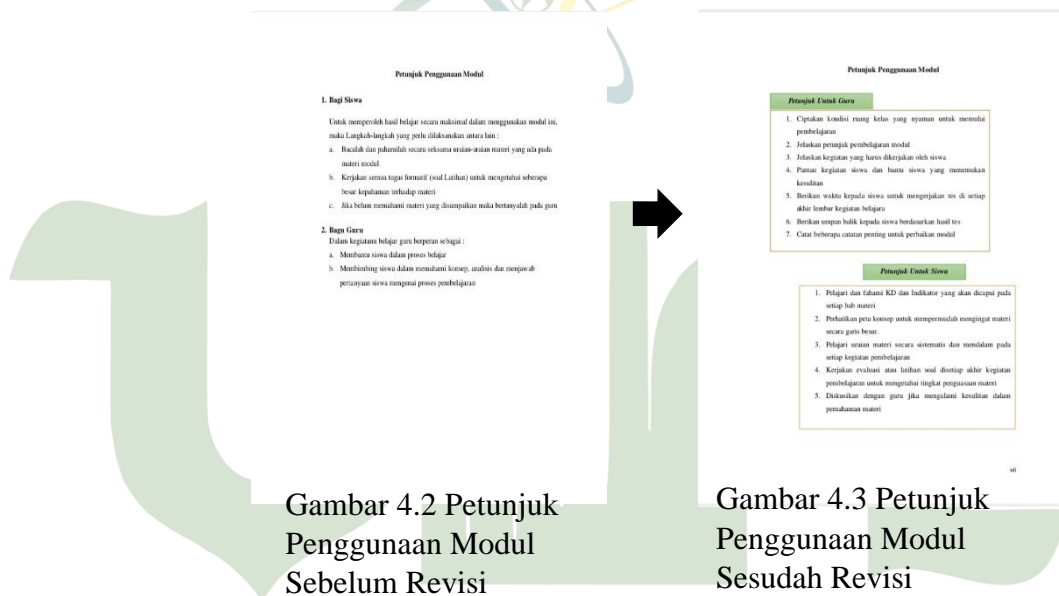 Petunjuk Penggunaan Modul
1. Bagi Siswa
Untuk memperoleh hasil belajar secara maksimal dalam menggunakan modul ini,
maka Langkah-langkah yang perlu dilaksanakan antara lain :
a. Bacalah dan pahamilah secara seksama uraian-uraian materi yang ada pada
materi modul
b. Kerjakan semua tugas formatif (soal Latihan) untuk mengetahui seberapa
besar kepahaman terhadap materi
c. Jika belum memahami materi yang disampaikan maka bertanyalah pada guru
2. Bagu Guru
Dalam kegiatann belajar guru berperan sebagai :
a. Membantu siswa dalam proses belajar
b. Membimbing siswa dalam memahami konsep, analisis dan menjawab
pertanyaan siswa mengenai proses pembelajaran
Gambar 4.2 Petunjuk
Penggunaan Modul
Sebelum Revisi
Petunjuk Penggunaan Modul
Petunjuk Untuk Guru
1. Ciptakan kondisi ruang kelas yang nyaman untuk memulai
pembelajaran
2. Jelaskan petunjuk pembelajaran modul
3. Jelaskan kegiatan yang harus dikerjakan oleh siswa
4. Pantau kegiatan siswa dan bantu siswa yang menemukan
kesulitan
5. Berikan waktu kepada siswa untuk mengerjakan tes di setiap
akhir lembar kegiatan belajara
6. Berikan umpan balik kepada siswa berdasarkan hasil tes
7. Catat beberapa catatan penting untuk perbaikan modul
Petunjuk Untuk Siswa
1. Pelajari dan fahami KD dan Indikator yang akan dicapai pada
setiap bab materi
2. Perhatikan peta konsep untuk mempermudah mengingat materi
secara garis besar.
3. Pelajari uraian materi secara sistematis dan mendalam pada
setiap kegiatan pembelajaran
4. Kerjakan evaluasi atau latihan soal disetiap akhir kegiatan
pembelajaran untuk mengetahui tingkat penguasaan materi
5. Diskusikan dengan guru jika mengalami kesulitan dalam
pemahaman materi
vii
Gambar 4.3 Petunjuk
Penggunaan Modul
Sesudah Revisi